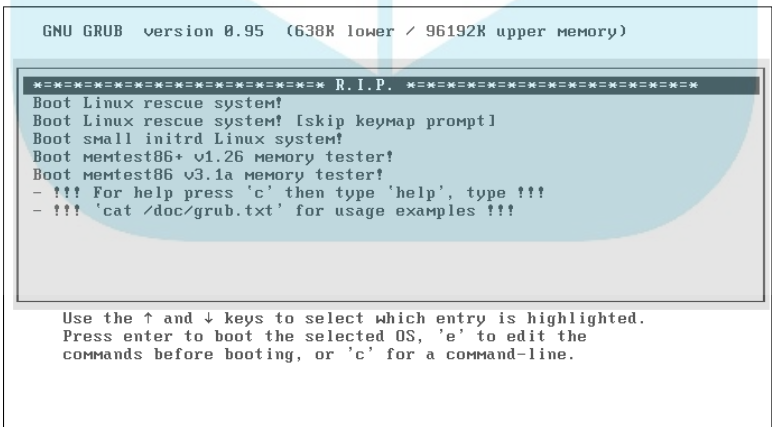 GNU GRUB  version 0.95  (638K lower / 96192K upper memory)
*=*=*=*=*=*=*=*=*=*=*=*=*=*=* R.I.P. *=*=*=*=*=*=*=*=*=*=*=*=*=*=*
Boot Linux rescue system!
Boot Linux rescue system! [skip keymap prompt]
Boot small initrd Linux system!
Boot memtest86+ v1.26 memory tester!
Boot memtest86 v3.1a memory tester!
- !!! For help press 'c' then type 'help', type !!!
- !!! 'cat /doc/grub.txt' for usage examples !!!
Use the ↑ and ↓ keys to select which entry is highlighted.
Press enter to boot the selected OS, 'e' to edit the
commands before booting, or 'c' for a command-line.